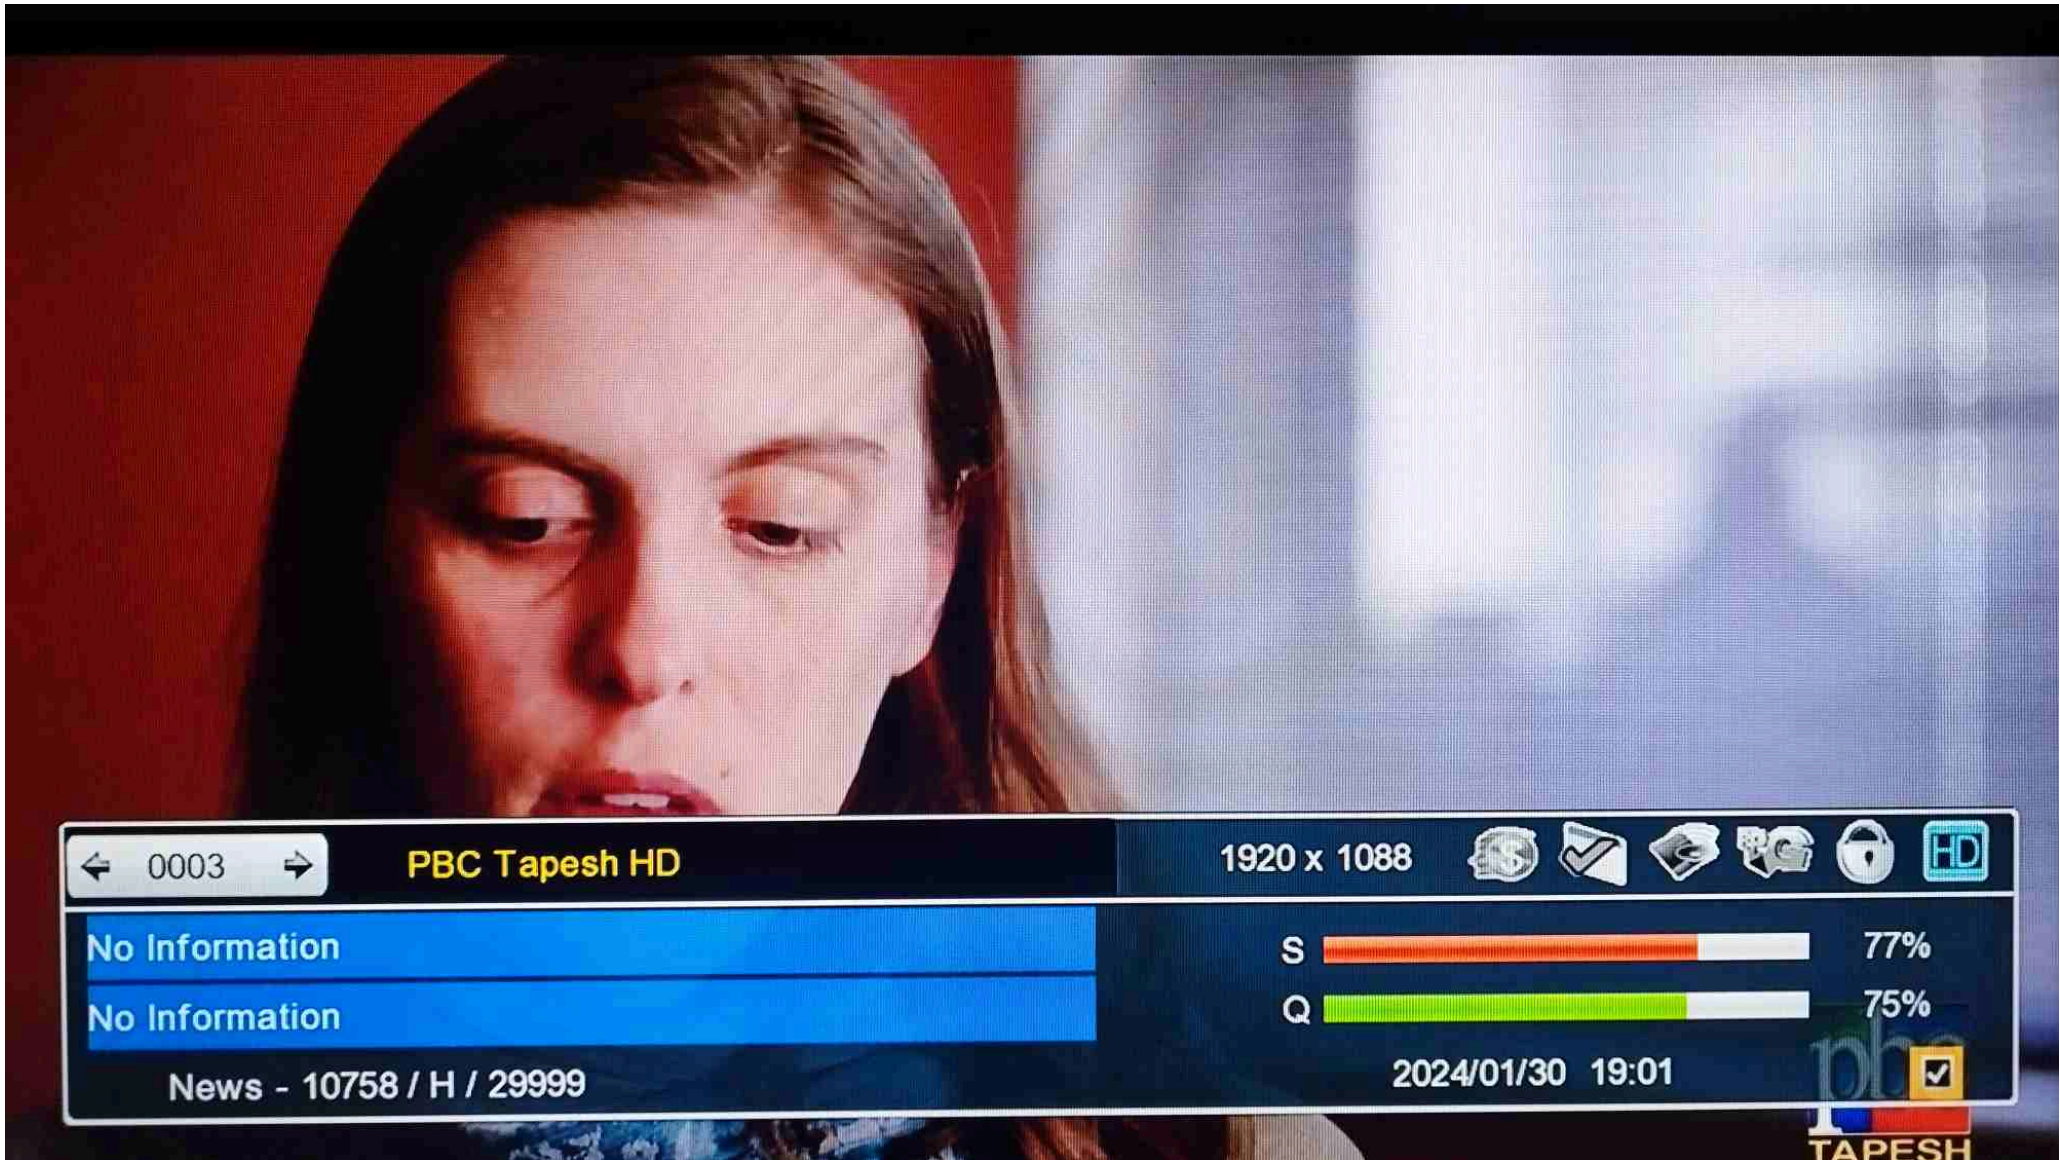 0003
PBC Tapesh HD
1920 x 1088
HD
No Information
No Information
S 77%
Q 75%
News - 10758 / H / 29999
2024/01/30 19:01
pbc
TAPESH